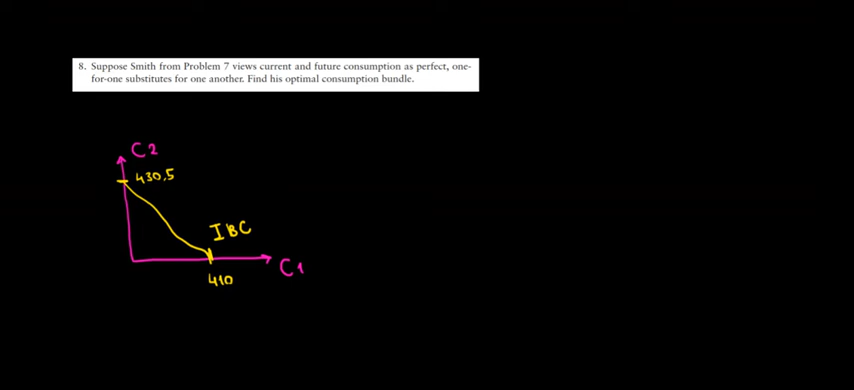 8. Suppose Smith from Problem 7 views current and future consumption as perfect, one-
for-one substitutes for one another. Find his optimal consumption bundle.
C2
430,5
IBC
C1
410